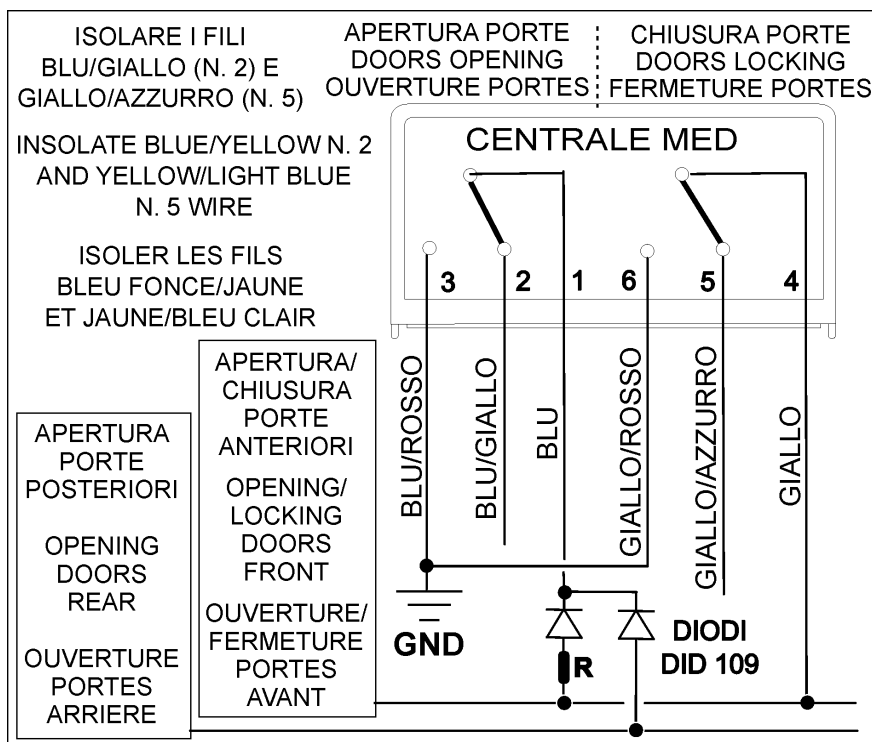 ISOLARE I FILI
BLU/GIALLO (N. 2) E
GIALLO/AZZURRO (N. 5)
INSOLATE BLUE/YELLOW N. 2
AND YELLOW/LIGHT BLUE
N. 5 WIRE
ISOLER LES FILS
BLEU FONCE/JAUNE
ET JAUNE/BLEU CLAIR
APERTURA PORTE
DOORS OPENING
OUVERTURE PORTES
CHIUSURA PORTE
DOORS LOCKING
FERMETURE PORTES
CENTRALE MED
3 2 1 6 5 4
BLU/ROSSO
BLU/GIALLO
BLU
GIALLO/ROSSO
GIALLO/AZZURRO
GIALLO
APERTURA/
CHIUSURA
PORTE
ANTERIORI
OPENING/
LOCKING
DOORS
FRONT
OUVERTURE/
FERMETURE
PORTES
AVANT
APERTURA
PORTE
POSTERIORI
OPENING
DOORS
REAR
OUVERTURE
PORTES
ARRIERE
GND
R
DIODI
DID 109